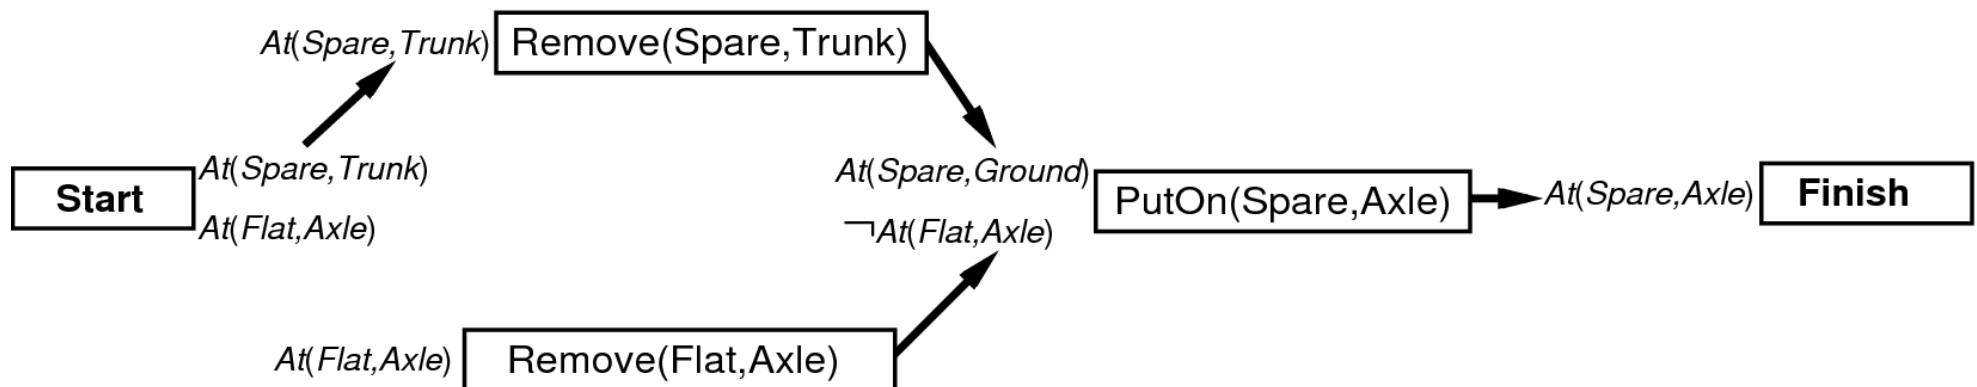 At(Spare,Trunk) Remove(Spare,Trunk)
Start
At(Spare,Trunk)
At(Flat,Axle)
At(Spare,Ground)
¬At(Flat,Axle)
PutOn(Spare,Axle)
At(Spare,Axle) Finish
At(Flat,Axle) Remove(Flat,Axle)